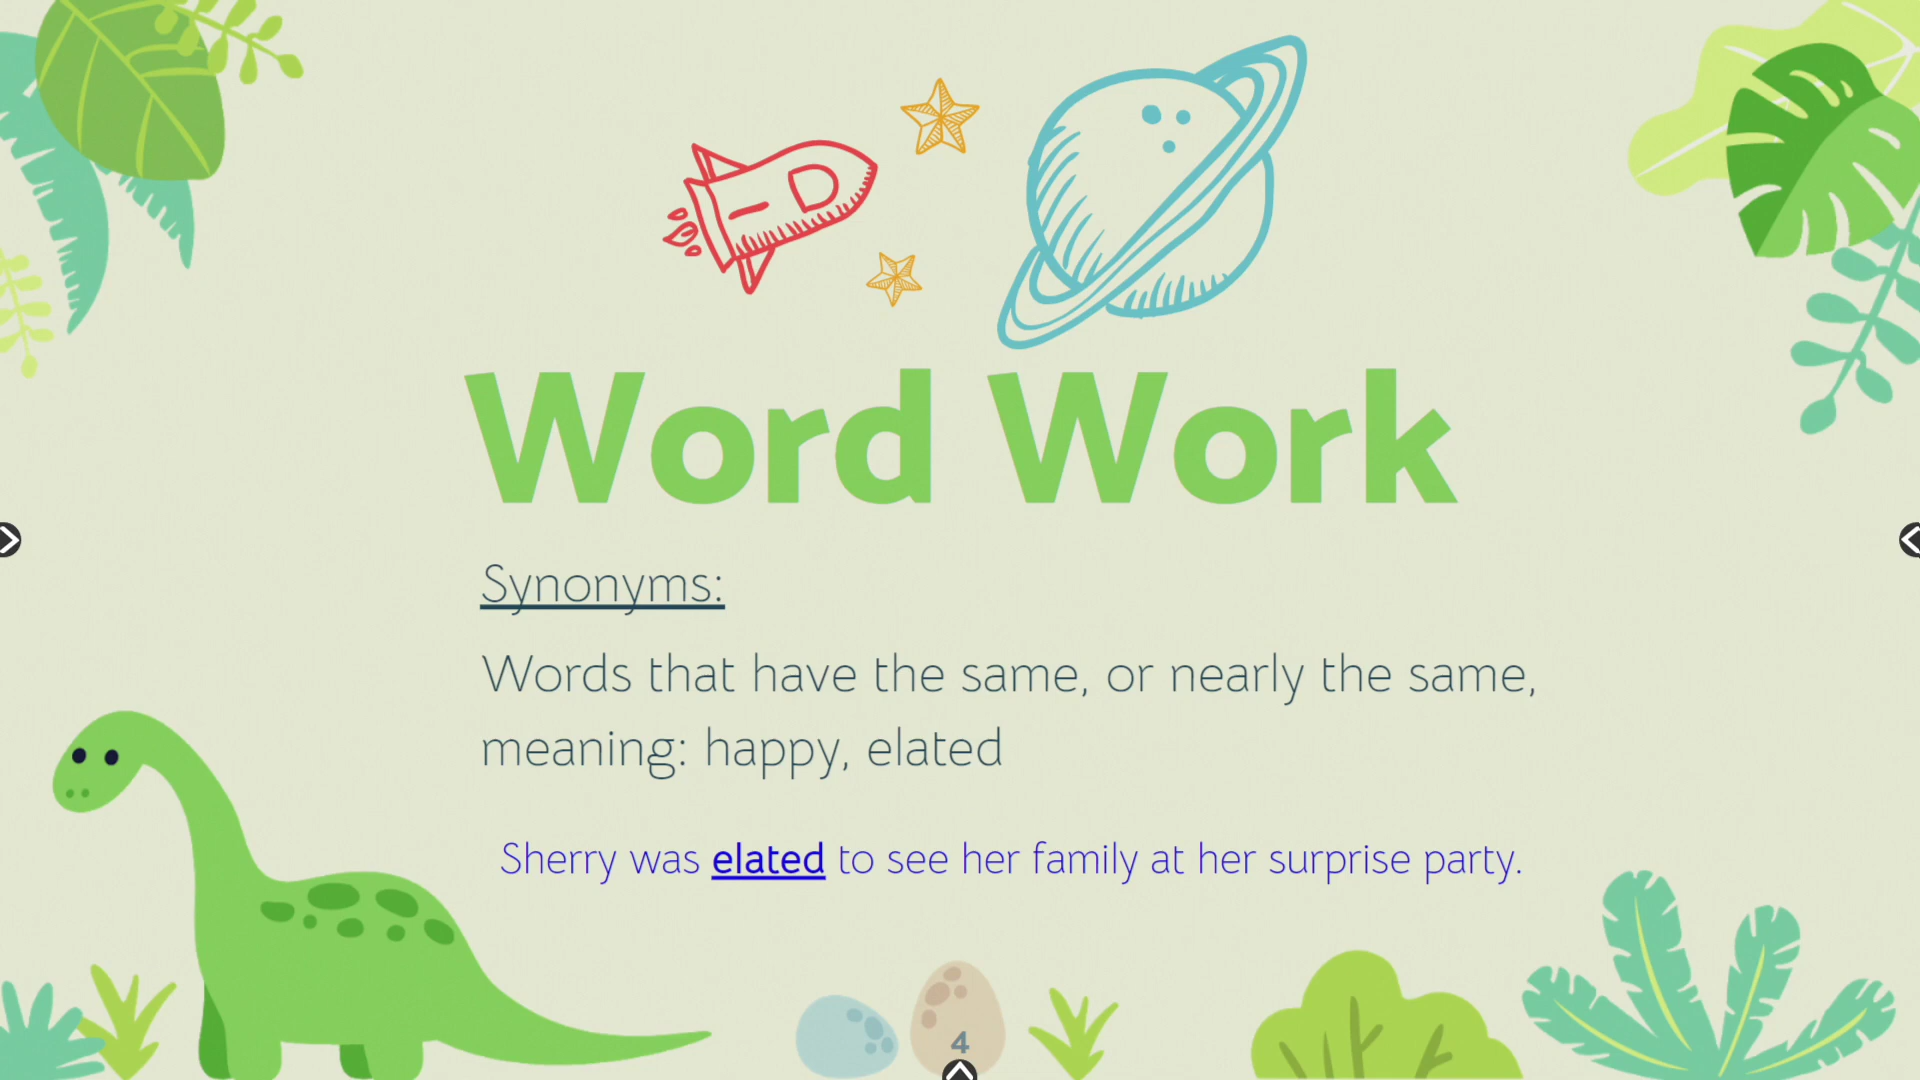 Word Work
Synonyms:
Words that have the same, or nearly the same,
meaning: happy, elated
Sherry was elated to see her family at her surprise party.
4